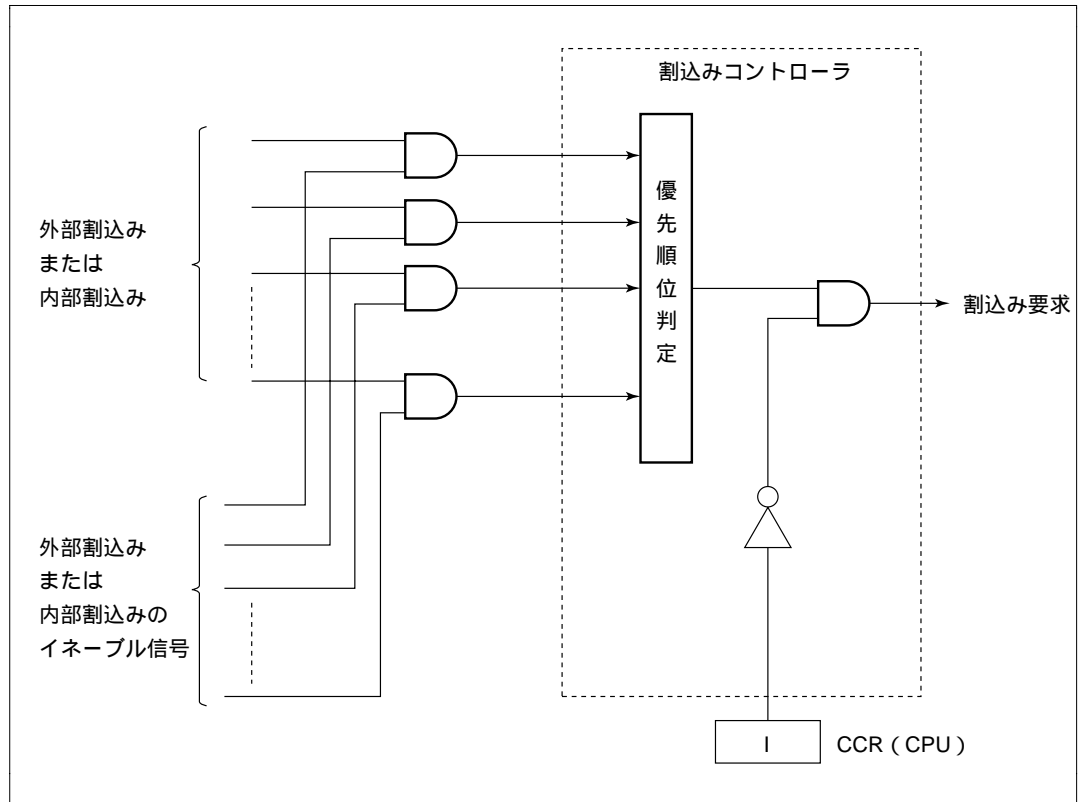 割込みコントローラ
外部割込み
または
内部割込み
優先順位判定
割込み要求
外部割込み
または
内部割込みの
イネーブル信号
I
CCR（CPU）